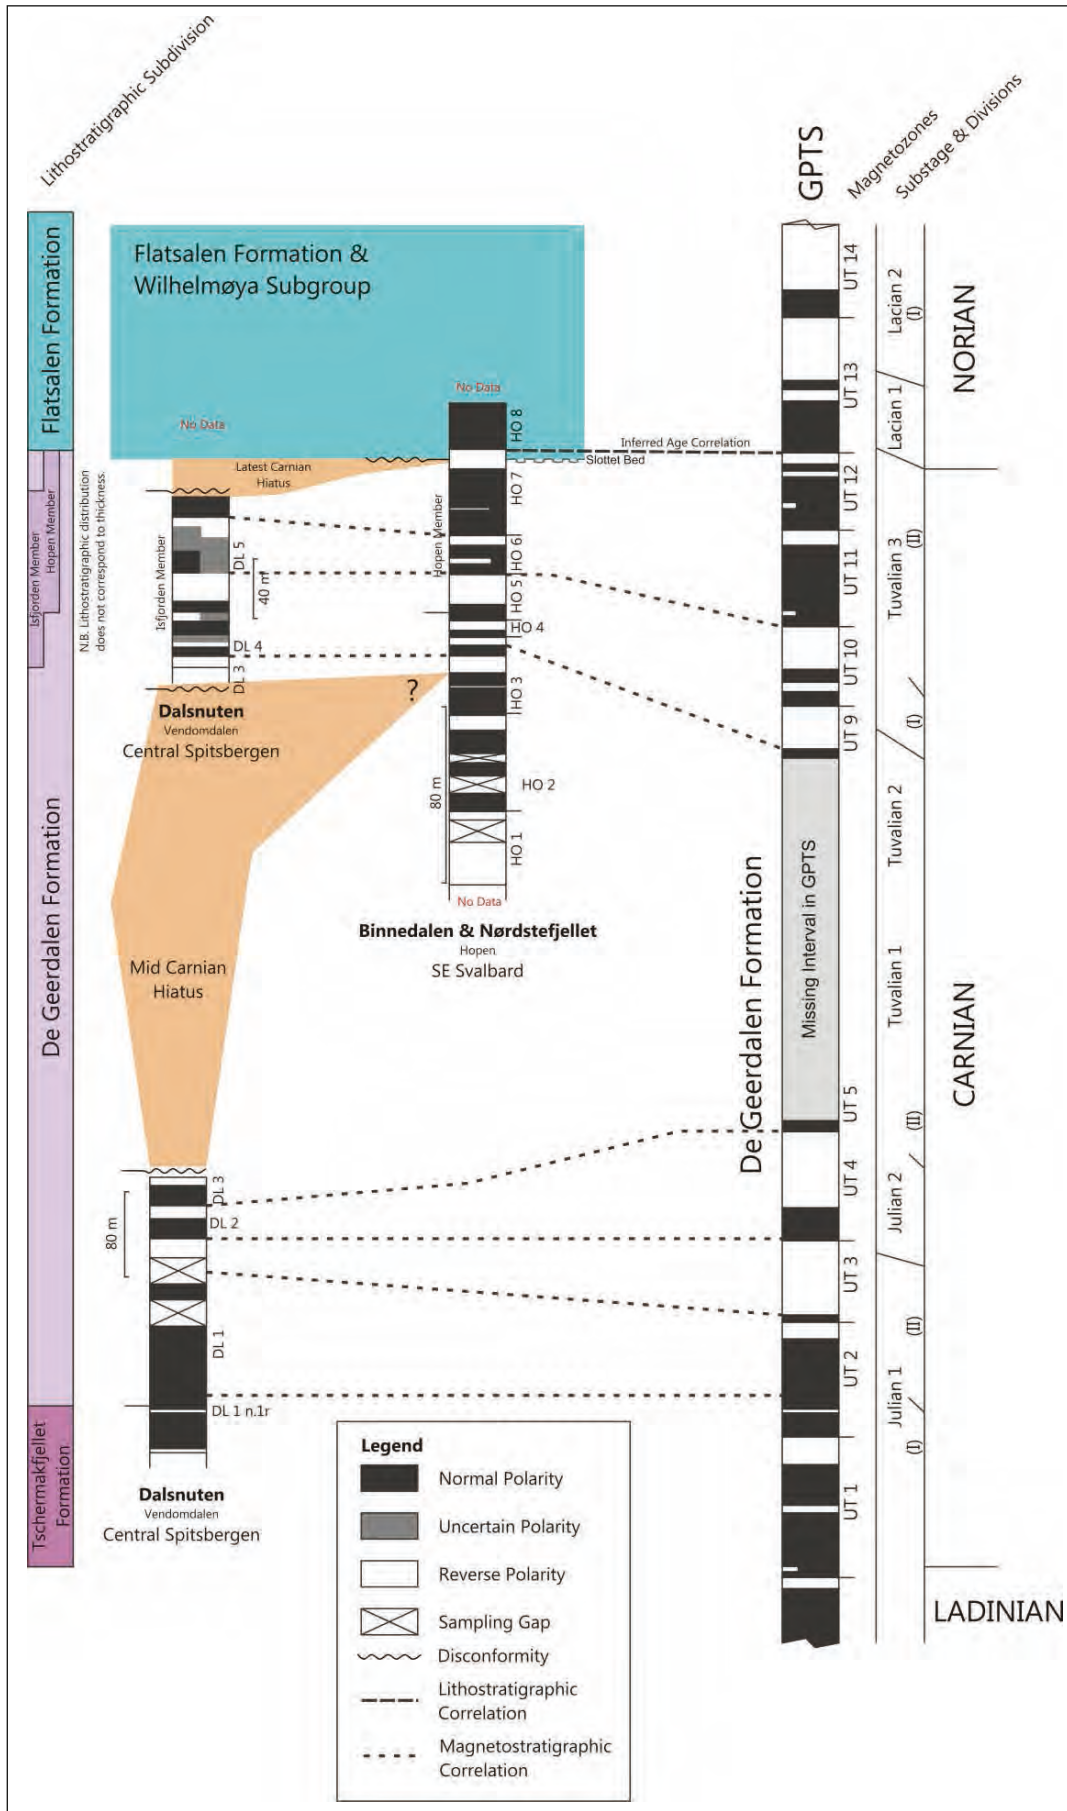 Lithostratigraphic Subdivision
GPTS
Magnetozones
Substage & Divisions
Flatsalen Formation
Isfjorden Member
Hopen Member
De Geerdalen Formation
Tschermakfjellet
Formation
N.B. Lithostratigraphic distribution
does not correspond to thickness.
Flatsalen Formation &
Wilhelmøya Subgroup
No Data
Latest Carnian
Hiatus
Isfjorden Member
DL 5
40 m
DL 4
DL 3
Dalsnuten
Vendomdalen
Central Spitsbergen
?
Mid Carnian
Hiatus
No Data
HO 8
Inferred Age Correlation
Slottet Bed
HO 7
Hopen Member
HO 6
HO 5
HO 4
HO 3
80 m
HO 2
HO 1
No Data
Binnedalen & Nørdstefjellet
Hopen
SE Svalbard
DL 3
DL 2
80 m
DL 1
DL 1 n.1r
Dalsnuten
Vendomdalen
Central Spitsbergen
De Geerdalen Formation
Missing Interval in GPTS
UT 14
UT 13
UT 12
UT 11
UT 10
UT 9
UT 5
UT 4
UT 3
UT 2
UT 1
Lacian 2
(I)
Lacian 1
Tuvalian 3
(II)
(I)
Tuvalian 2
Tuvalian 1
(II)
Julian 2
(II)
Julian 1
(I)
NORIAN
CARNIAN
LADINIAN
Legend
Normal Polarity
Uncertain Polarity
Reverse Polarity
Sampling Gap
Disconformity
Lithostratigraphic
Correlation
Magnetostratigraphic
Correlation